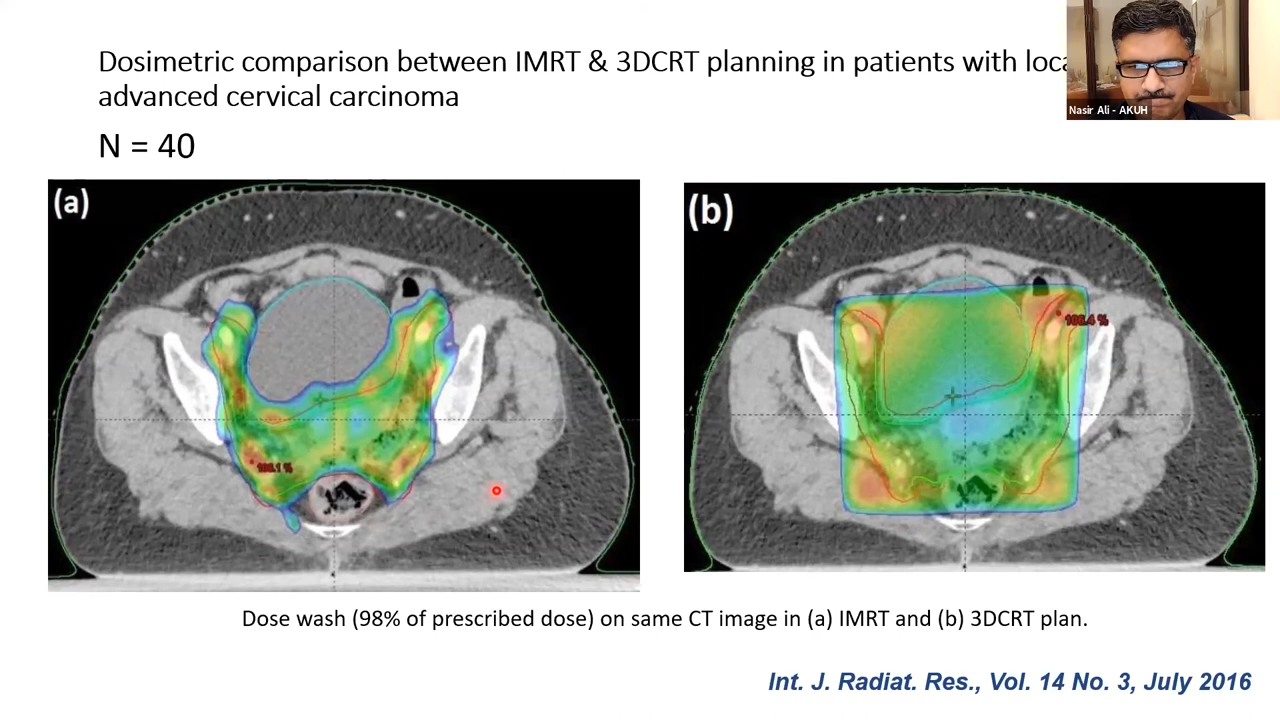 Dosimetric comparison between IMRT & 3DCRT planning in patients with loca
advanced cervical carcinoma
Nasir Ali - AKUH
N = 40
(a)
(b)
106.4 %
Dose wash (98% of prescribed dose) on same CT image in (a) IMRT and (b) 3DCRT plan.
Int. J. Radiat. Res., Vol. 14 No. 3, July 2016